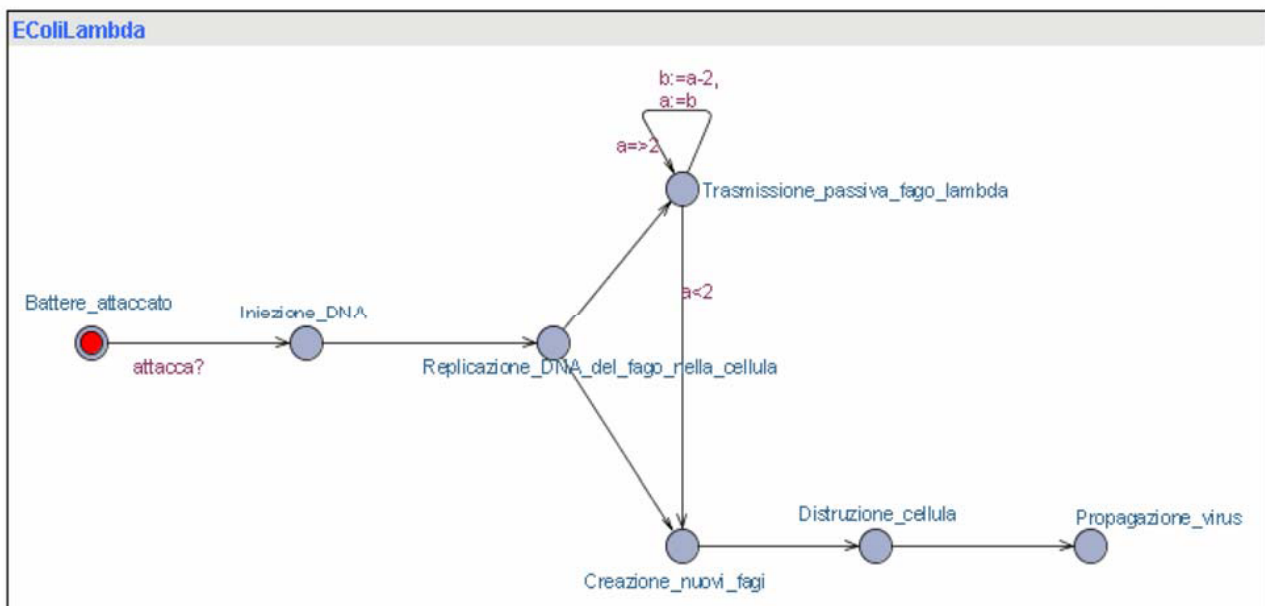 EColiLambda
b:=a-2,
a:=b
a=>2
Trasmissione_passiva_fago_lambda
a<2
Battere_attaccato
Iniezione_DNA
attacca?
Replicazione_DNA_del_fago_nella_cellula
Distruzione_cellula
Propagazione_virus
Creazione_nuovi_fagi